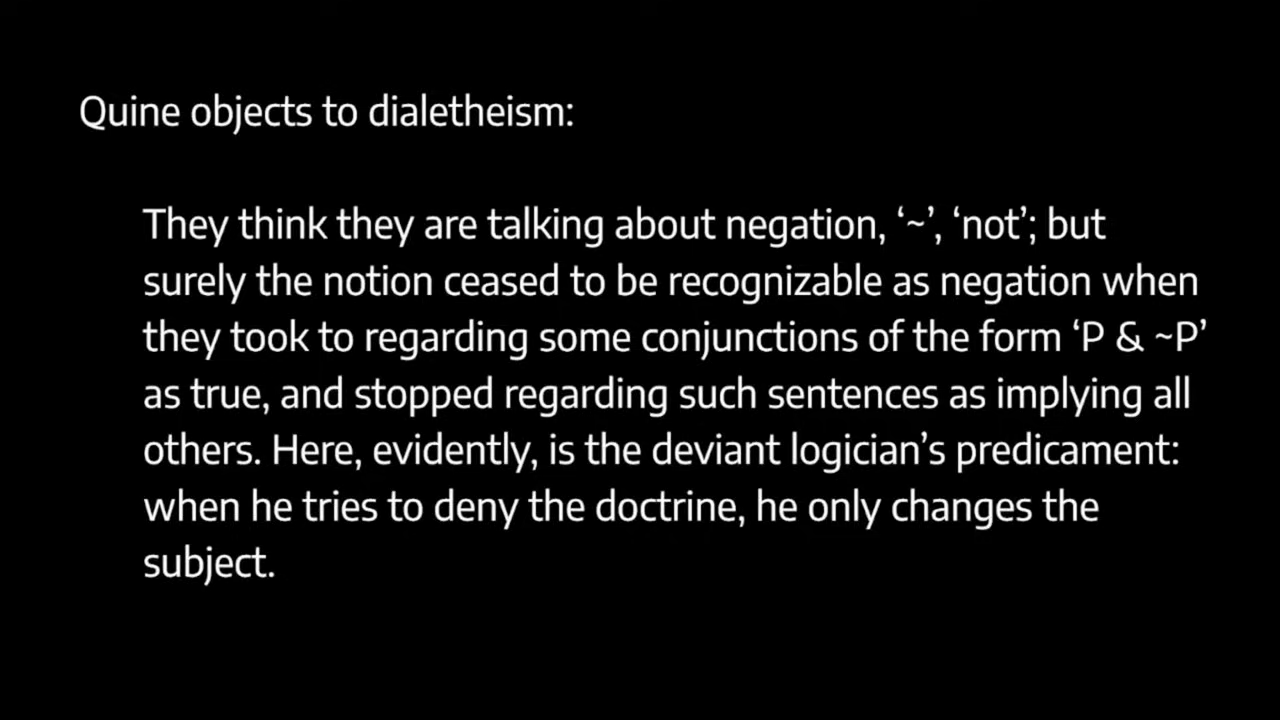 Quine objects to dialetheism:
They think they are talking about negation, ‘~’, ‘not’; but
surely the notion ceased to be recognizable as negation when
they took to regarding some conjunctions of the form ‘P & ~P’
as true, and stopped regarding such sentences as implying all
others. Here, evidently, is the deviant logician’s predicament:
when he tries to deny the doctrine, he only changes the
subject.